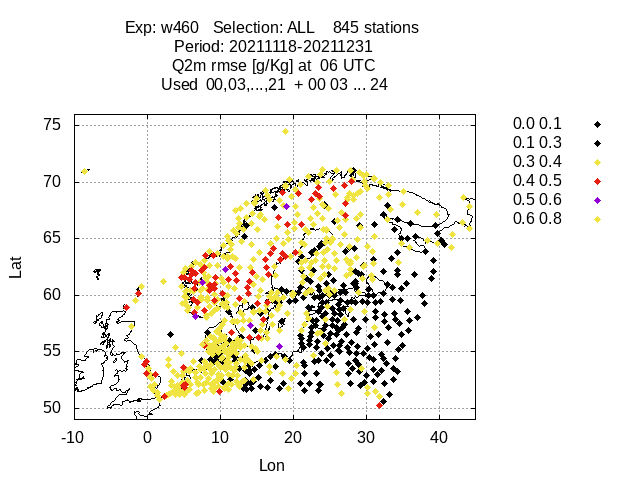 Exp: w460   Selection: ALL    845 stations
Period: 20211118-20211231
Q2m rmse [g/Kg] at  06 UTC
Used  00,03,...,21  + 00 03 ... 24
0.0 0.1
0.1 0.3
0.3 0.4
0.4 0.5
0.5 0.6
0.6 0.8
75
70
65
60
55
50
Lat
-10 0 10 20 30 40
Lon